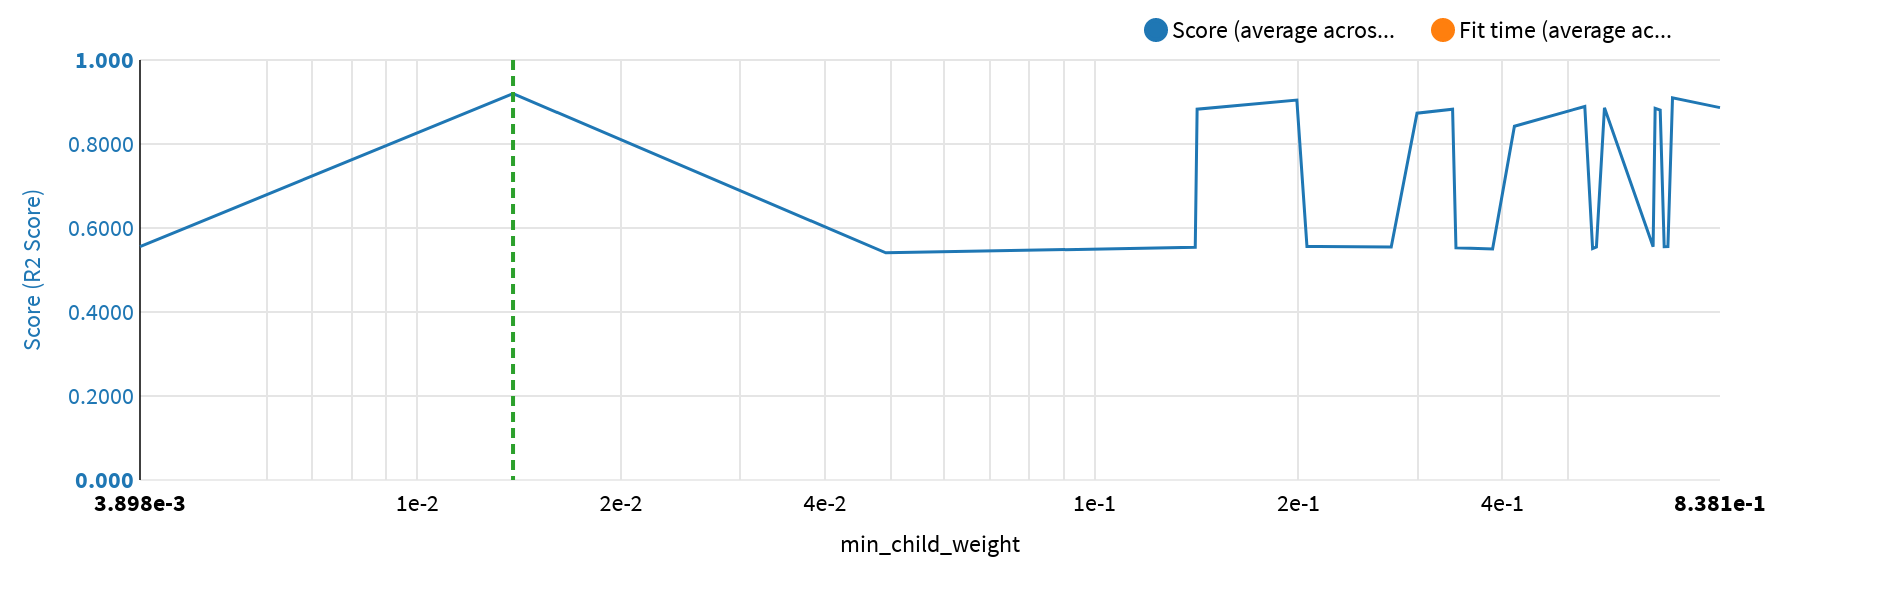 Score (average acros...
Fit time (average ac...
Score (R2 Score)
1.000
0.8000
0.6000
0.4000
0.2000
0.000
3.898e-3
1e-2
2e-2
4e-2
1e-1
2e-1
4e-1
8.381e-1
min_child_weight